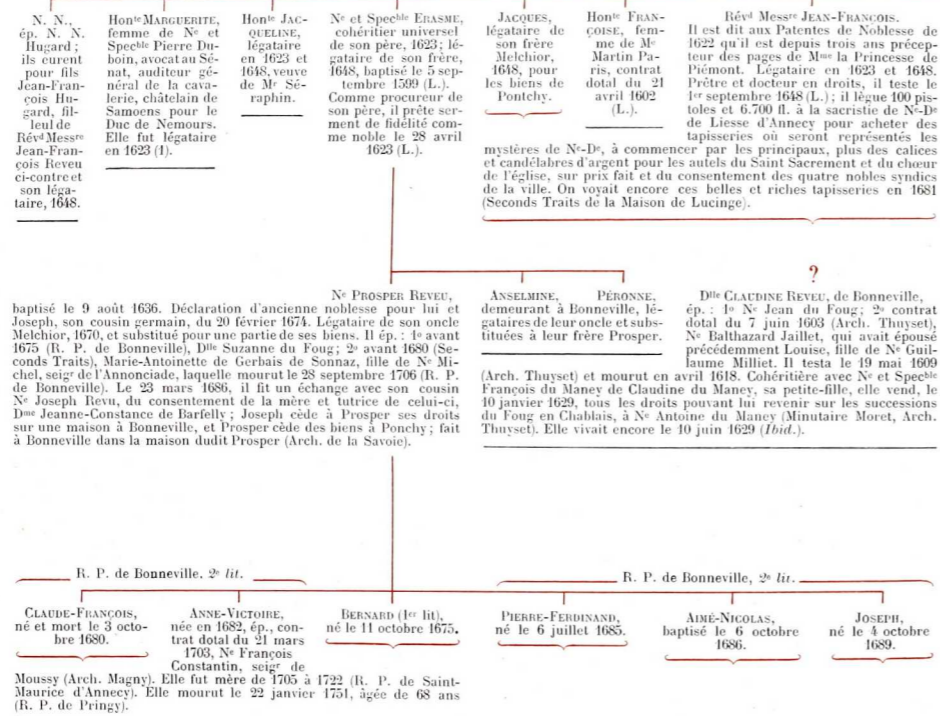 N. N.,
ép. N. N.
Hugard ;
ils eurent
pour fils
Jean-Fran-
çois Hu-
gard, fil-
leul de
Révd Messre
Jean-Fran-
çois Reveu
ci-contre et
son léga-
taire, 1648.
Honte MARGUERITE,
femme de Ne et
Specble Pierre Du-
boin, avocat au Sé-
nat, auditeur gé-
néral de la cava-
lerie, châtelain de
Samoens pour le
Duc de Nemours.
Elle fut légataire
en 1623 (1).
Honte JAC-
QUELINE,
légataire
en 1623 et
1648, veuve
de Mr Sé-
raphin.
Ne et Specble ERASME,
cohéritier universel
de son père, 1623 ; lé-
gataire de son frère,
1648, baptisé le 5 sep-
tembre 1599 (L.).
Comme procureur de
son père, il prête ser-
ment de fidélité com-
me noble le 28 avril
1623 (L.).
JACQUES,
légataire de
son frère
Melchior,
1648, pour
les biens de
Pontchy.
Honte FRAN-
ÇOISE, fem-
me de Me
Martin Pa-
ris, contrat
dotal du 21
avril 1602
(L.).
Révd Messre JEAN-FRANÇOIS.
Il est dit aux Patentes de Noblesse de
1622 qu'il est depuis trois ans précep-
teur des pages de Mme la Princesse de
Piémont. Légataire en 1623 et 1648.
Prêtre et docteur en droits, il teste le
1er septembre 1648 (L.) ; il lègue 100 pis-
toles et 6.700 fl. à la sacristie de Ne-De
de Liesse d'Annecy pour acheter des
tapisseries où seront représentés les
mystères de Ne-De, à commencer par les principaux, plus des calices
et candélabres d'argent pour les autels du Saint Sacrement et du chœur
de l'église, sur prix fait et du consentement des quatre nobles syndics
de la ville. On voyait encore ces belles et riches tapisseries en 1681
(Seconds Traits de la Maison de Lucinge).
Ne PROSPER REVEU,
baptisé le 9 août 1636. Déclaration d'ancienne noblesse pour lui et
Joseph, son cousin germain, du 20 février 1674. Légataire de son oncle
Melchior, 1670, et substitué pour une partie de ses biens. Il ép. : 1o avant
1675 (R. P. de Bonneville), Dlle Suzanne du Foug ; 2o avant 1680 (Se-
conds Traits), Marie-Antoinette de Gerbais de Sonnaz, fille de Ne Mi-
chel, seigr de l'Annonciade, laquelle mourut le 28 septembre 1706 (R. P.
de Bonneville). Le 23 mars 1686, il fit un échange avec son cousin
Ne Joseph Revu, du consentement de la mère et tutrice de celui-ci,
Dme Jeanne-Constance de Barfelly ; Joseph cède à Prosper ses droits
sur une maison à Bonneville, et Prosper cède des biens à Ponchy ; fait
à Bonneville dans la maison dudit Prosper (Arch. de la Savoie).
ANSELMINE, PÉRONNE,
demeurant à Bonneville, lé-
gataires de leur oncle et subs-
tituées à leur frère Prosper.
?
Dlle CLAUDINE REVEU, de Bonneville,
ép. : 1o Ne Jean du Foug ; 2o contrat
dotal du 7 juin 1603 (Arch. Thuyset),
Ne Balthazard Jaillet, qui avait épousé
précédemment Louise, fille de Ne Guil-
laume Milliet. Il testa le 19 mai 1609
(Arch. Thuyset) et mourut en avril 1618. Cohéritière avec Ne et Specble
François du Maney de Claudine du Maney, sa petite-fille, elle vend, le
10 janvier 1629, tous les droits pouvant lui revenir sur les successions
du Foug en Chablais, à Ne Antoine du Maney (Minutaire Moret, Arch.
Thuyset). Elle vivait encore le 10 juin 1629 (Ibid.).
R. P. de Bonneville. 2e lit.
R. P. de Bonneville, 2e lit.
CLAUDE-FRANÇOIS,
né et mort le 3 octo-
bre 1680.
ANNE-VICTOIRE,
née en 1682, ép., con-
trat dotal du 21 mars
1703, Ne François
Constantin, seigr de
Moussy (Arch. Magny). Elle fut mère de 1705 à 1722 (R. P. de Saint-
Maurice d'Annecy). Elle mourut le 22 janvier 1751, âgée de 68 ans
(R. P. de Pringy).
BERNARD (1er lit),
né le 11 octobre 1675.
PIERRE-FERDINAND,
né le 6 juillet 1685.
AIMÉ-NICOLAS,
baptisé le 6 octobre
1686.
JOSEPH,
né le 4 octobre
1689.